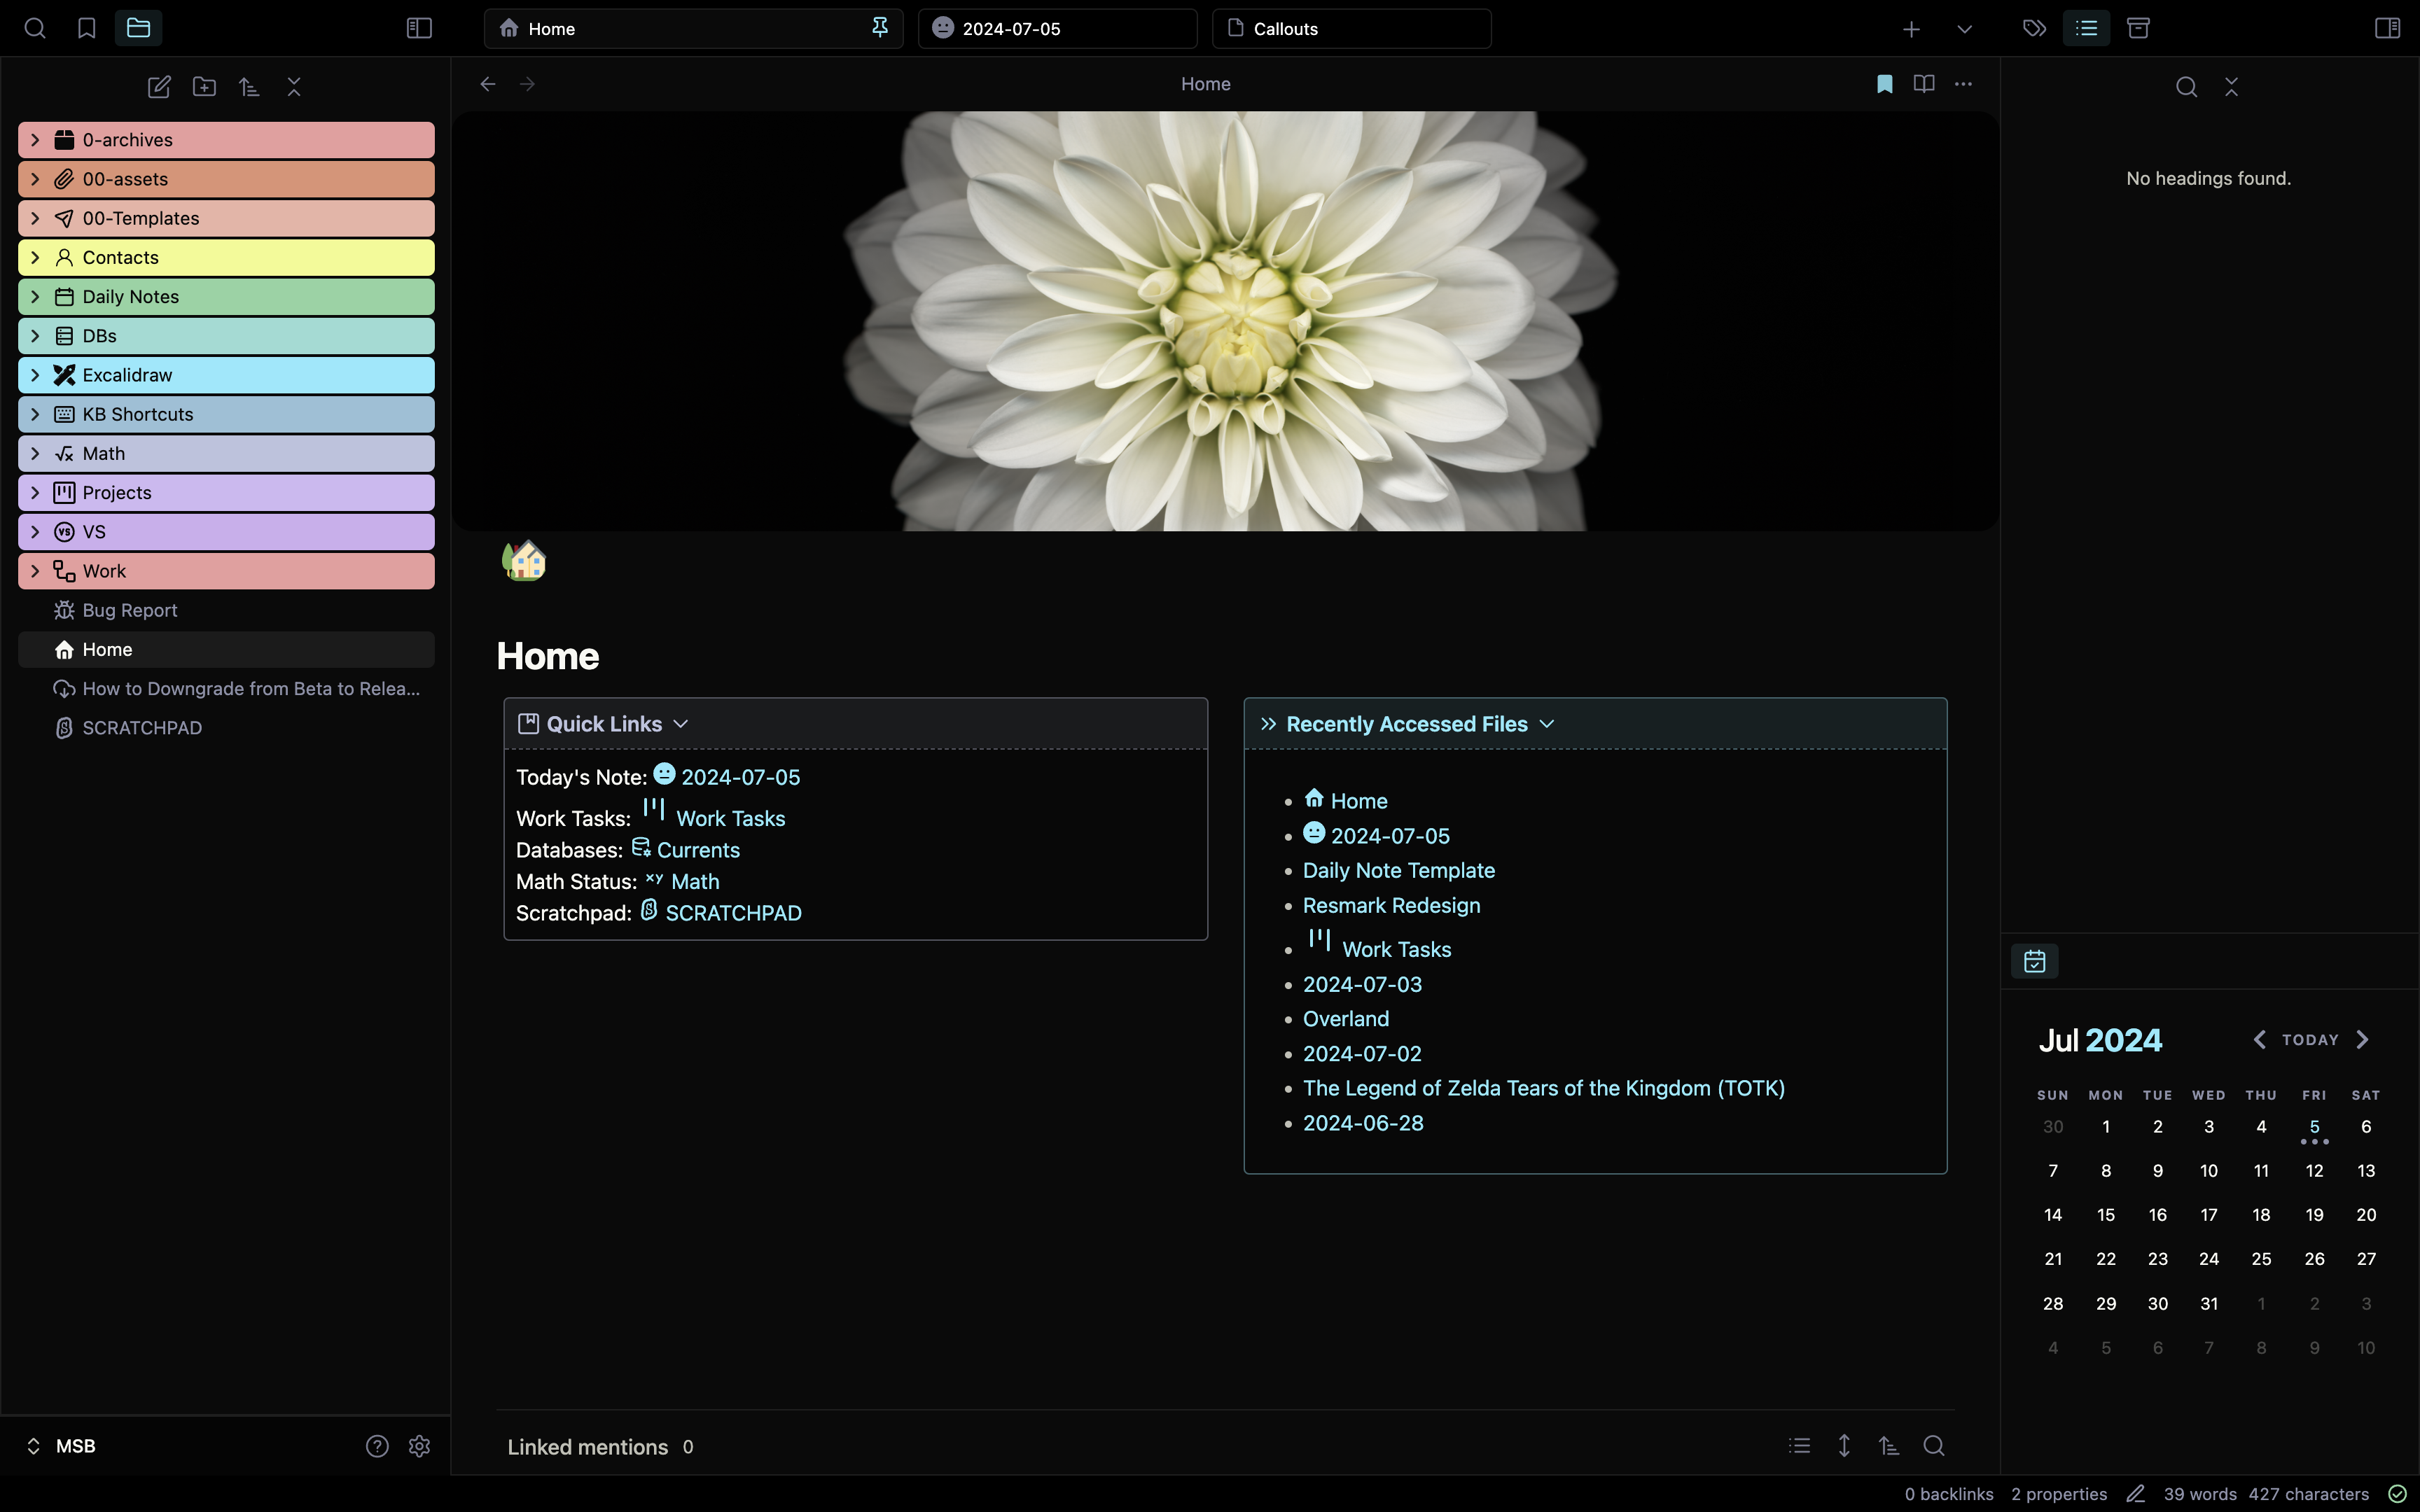 Home
2024-07-05
Callouts
Home
0-archives
00-assets
00-Templates
Contacts
Daily Notes
DBs
Excalidraw
KB Shortcuts
Math
Projects
VS
Work
Bug Report
Home
How to Downgrade from Beta to Relea...
SCRATCHPAD
MSB
Home
Quick Links
Today's Note: 2024-07-05
Work Tasks: Work Tasks
Databases: Currents
Math Status: Math
Scratchpad: SCRATCHPAD
Recently Accessed Files
Home
2024-07-05
Daily Note Template
Resmark Redesign
Work Tasks
2024-07-03
Overland
2024-07-02
The Legend of Zelda Tears of the Kingdom (TOTK)
2024-06-28
Linked mentions 0
No headings found.
Jul 2024 TODAY
SUN MON TUE WED THU FRI SAT
30 1 2 3 4 5 6
7 8 9 10 11 12 13
14 15 16 17 18 19 20
21 22 23 24 25 26 27
28 29 30 31 1 2 3
4 5 6 7 8 9 10
0 backlinks 2 properties 39 words 427 characters